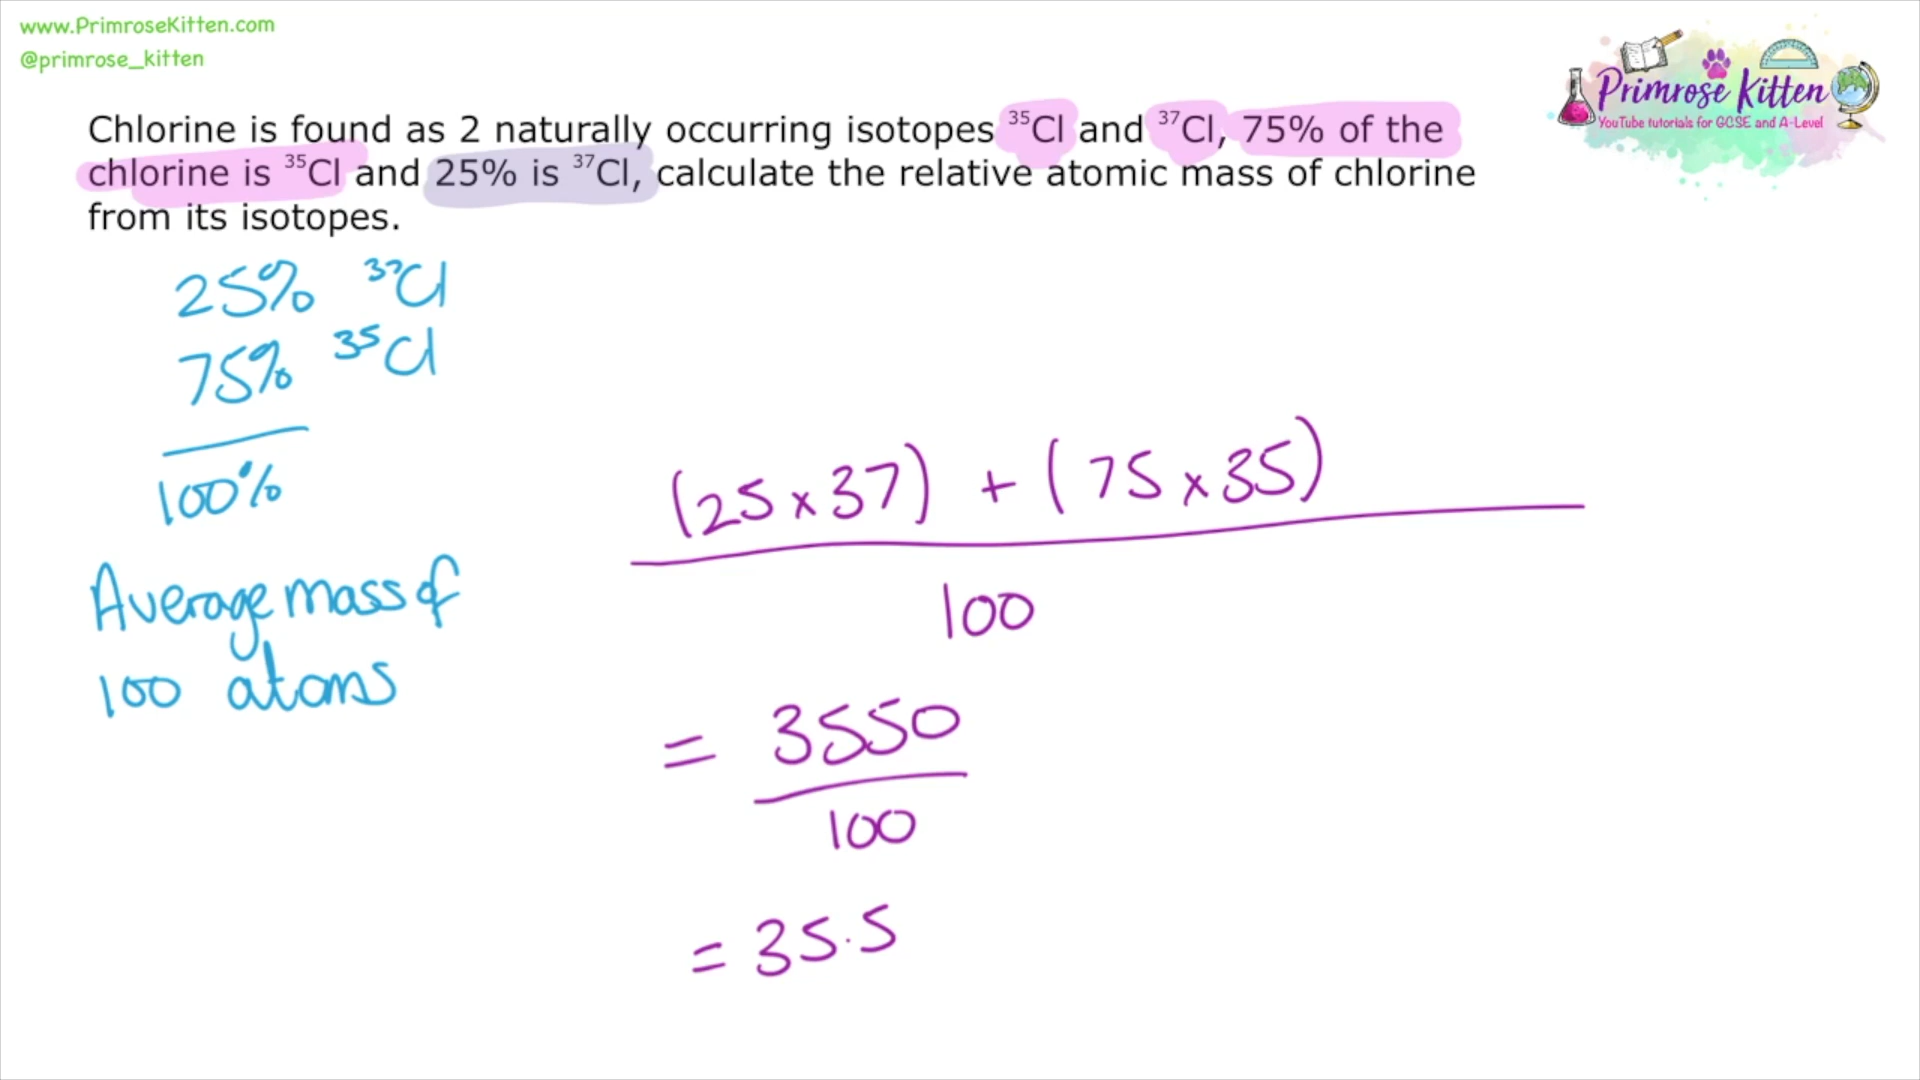 www.PrimroseKitten.com
@primrose_kitten
Primrose Kitten
YouTube tutorials for GCSE and A-Level
Chlorine is found as 2 naturally occurring isotopes ³⁵Cl and ³⁷Cl, 75% of the
chlorine is ³⁵Cl and 25% is ³⁷Cl, calculate the relative atomic mass of chlorine
from its isotopes.
25% ³⁷Cl
75% ³⁵Cl
100%
Average mass of
100 atoms
(25 x 37) + (75 x 35)
100
= 3550
100
= 35.5